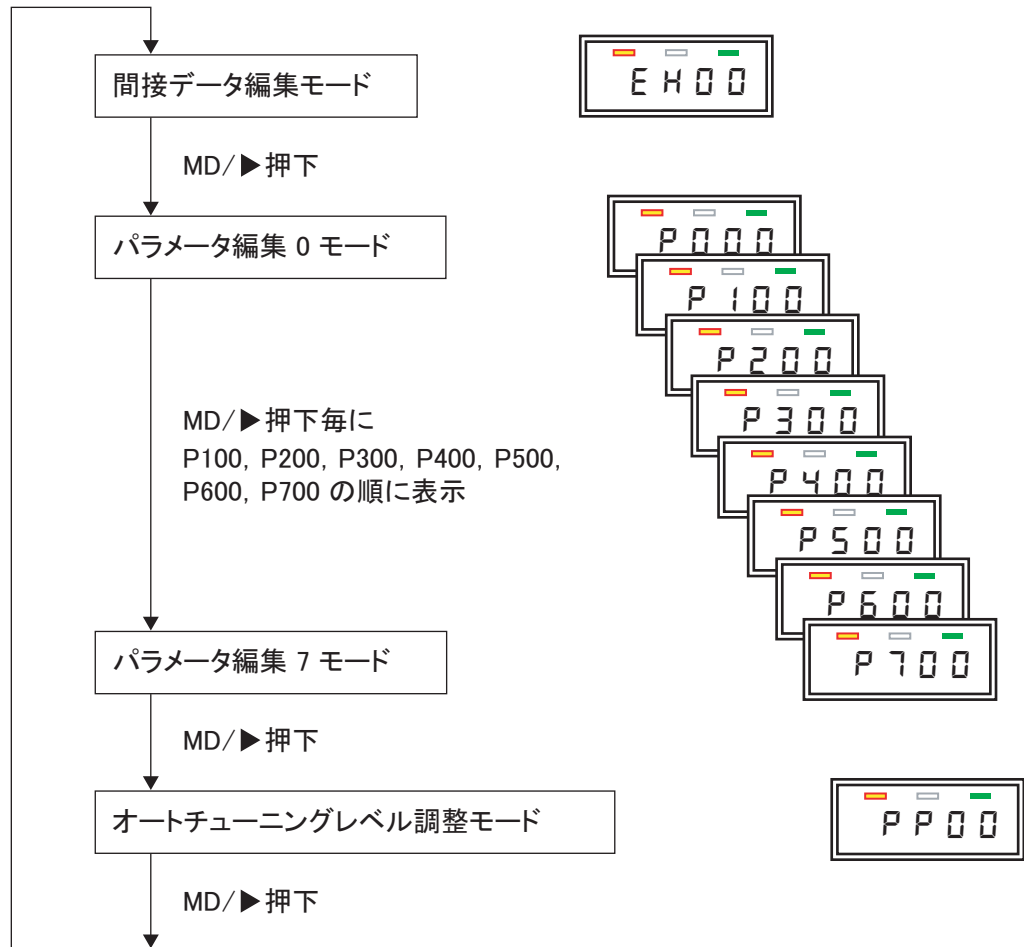 間接データ編集モード
EH00
MD/▶押下
パラメータ編集 0 モード
P000
P100
P200
P300
P400
P500
P600
P700
MD/▶押下毎に
P100, P200, P300, P400, P500,
P600, P700 の順に表示
パラメータ編集 7 モード
MD/▶押下
オートチューニングレベル調整モード
PP00
MD/▶押下